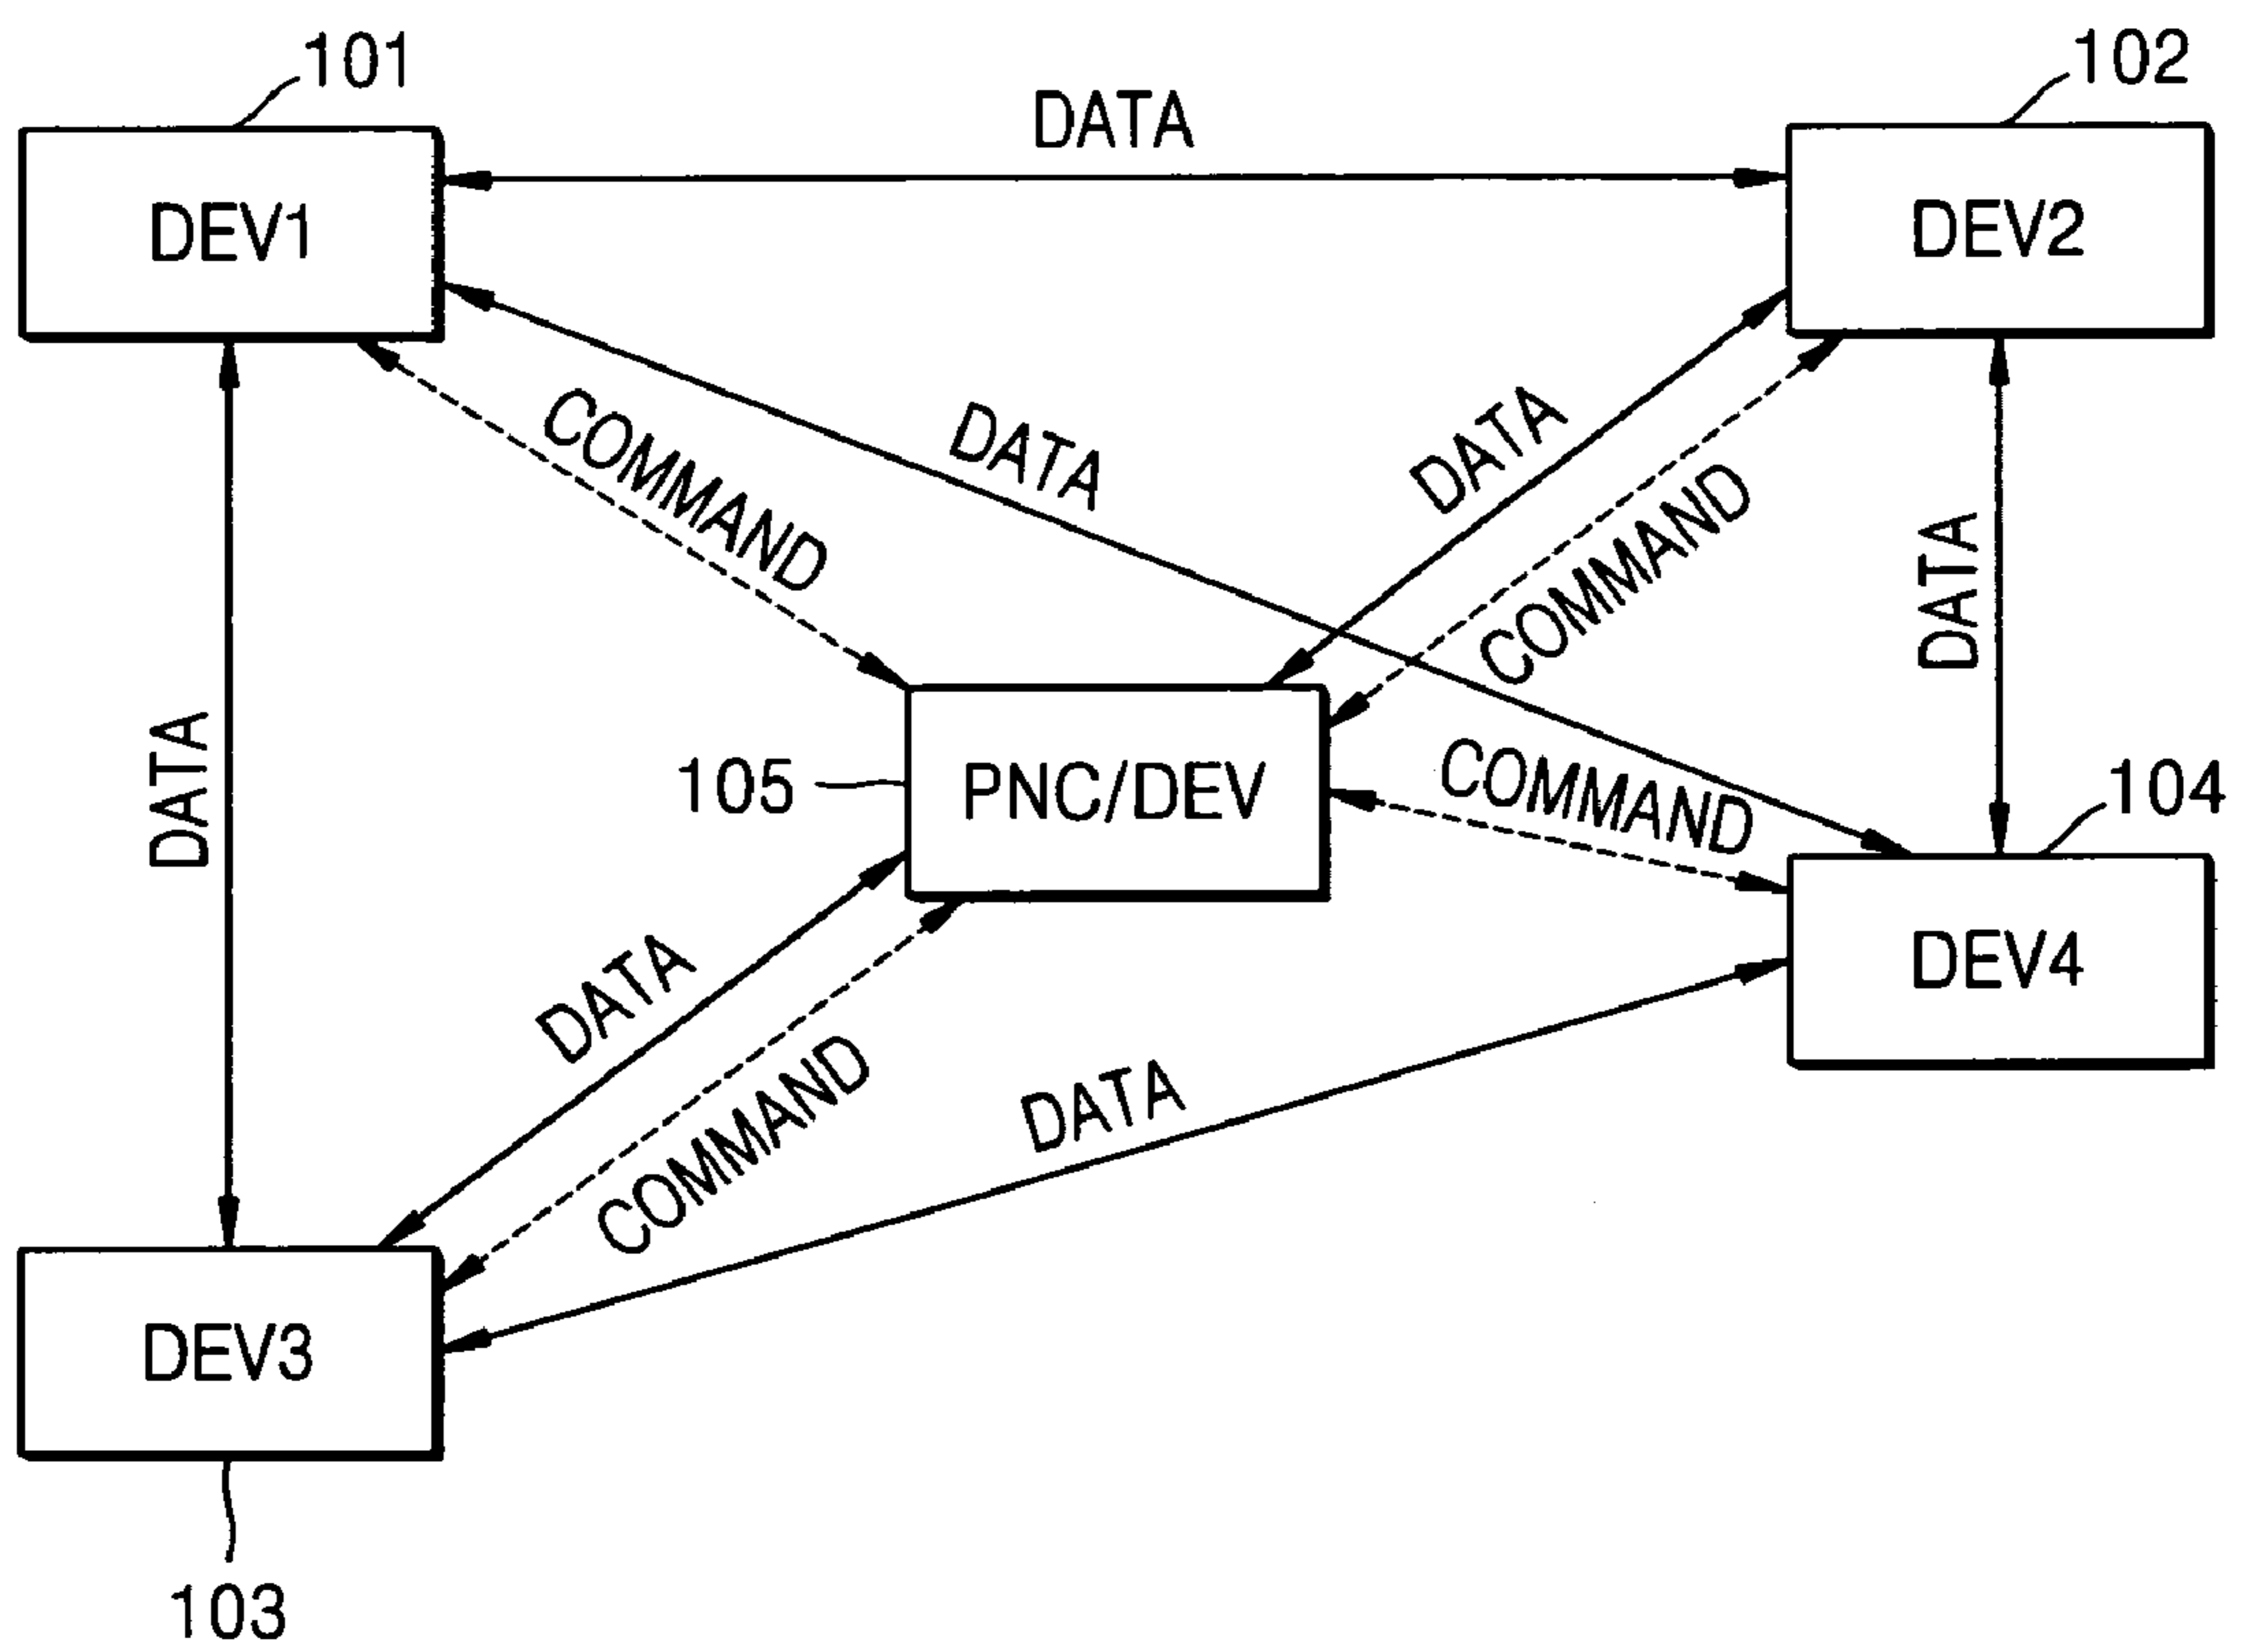 101
102
DATA
DEV1
DEV2
COMMAND
DATA
DATA
COMMAND
DATA
DATA
105
PNC/DEV
COMMAND
104
DEV4
DATA
COMMAND
DATA
DEV3
103